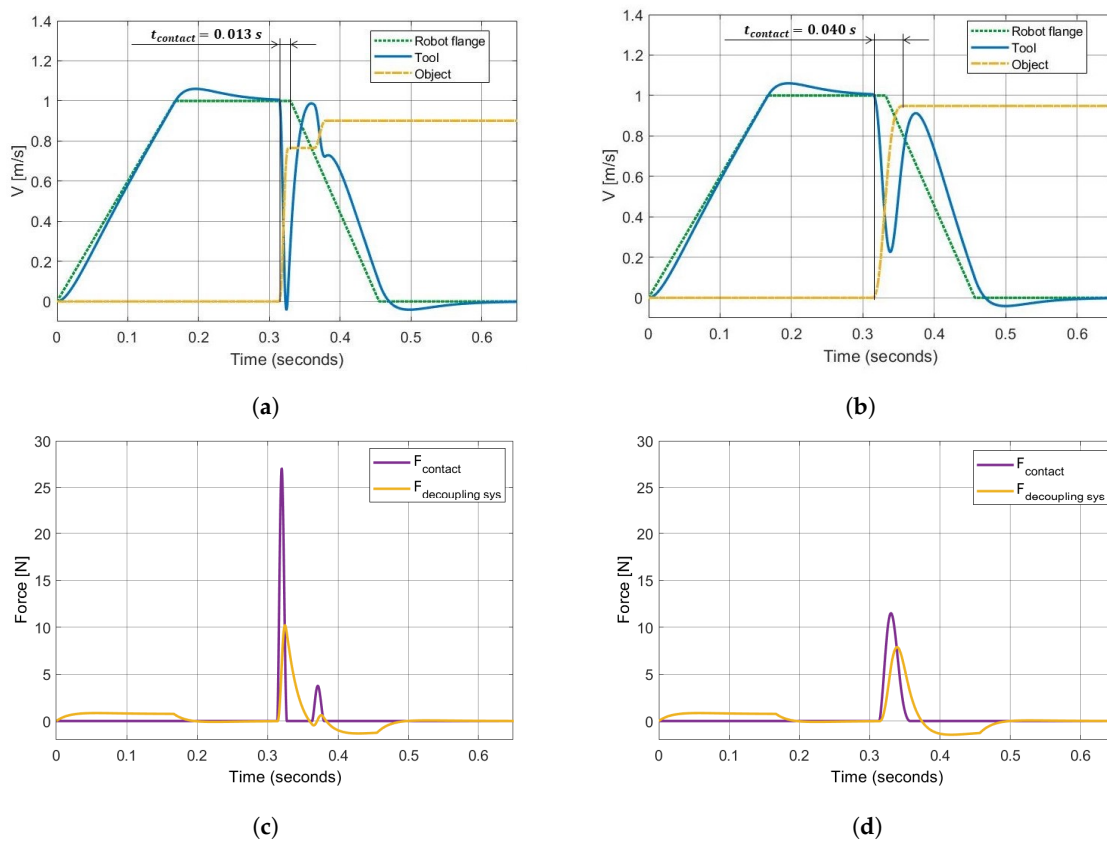 1.4
1.2
1
0.8
0.6
0.4
0.2
0
V [m/s]
t_contact = 0.013 s
Robot flange
Tool
Object
0 0.1 0.2 0.3 0.4 0.5 0.6
Time (seconds)
(a)
1.4
1.2
1
0.8
0.6
0.4
0.2
0
V [m/s]
t_contact = 0.040 s
Robot flange
Tool
Object
0 0.1 0.2 0.3 0.4 0.5 0.6
Time (seconds)
(b)
30
25
20
15
10
5
0
Force [N]
F_contact
F_decoupling sys
0 0.1 0.2 0.3 0.4 0.5 0.6
Time (seconds)
(c)
30
25
20
15
10
5
0
Force [N]
F_contact
F_decoupling sys
0 0.1 0.2 0.3 0.4 0.5 0.6
Time (seconds)
(d)